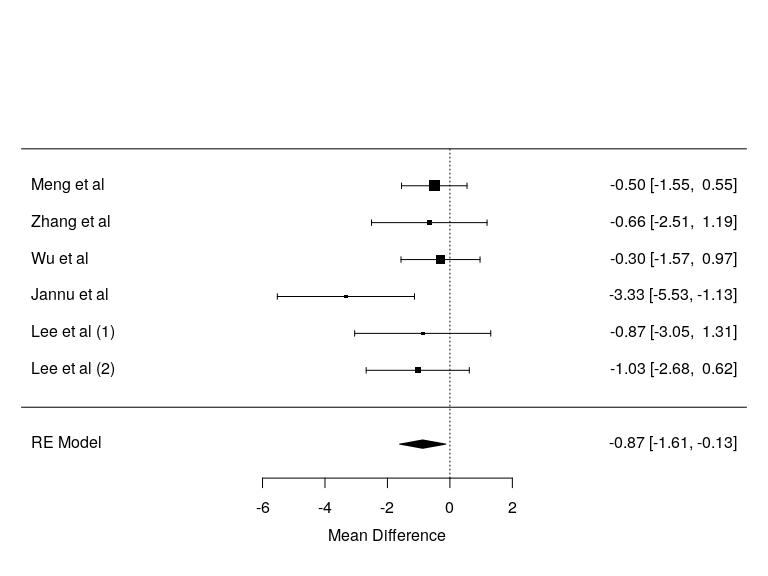 Meng et al -0.50 [-1.55, 0.55]
Zhang et al -0.66 [-2.51, 1.19]
Wu et al -0.30 [-1.57, 0.97]
Jannu et al -3.33 [-5.53, -1.13]
Lee et al (1) -0.87 [-3.05, 1.31]
Lee et al (2) -1.03 [-2.68, 0.62]
RE Model -0.87 [-1.61, -0.13]
-6 -4 -2 0 2
Mean Difference